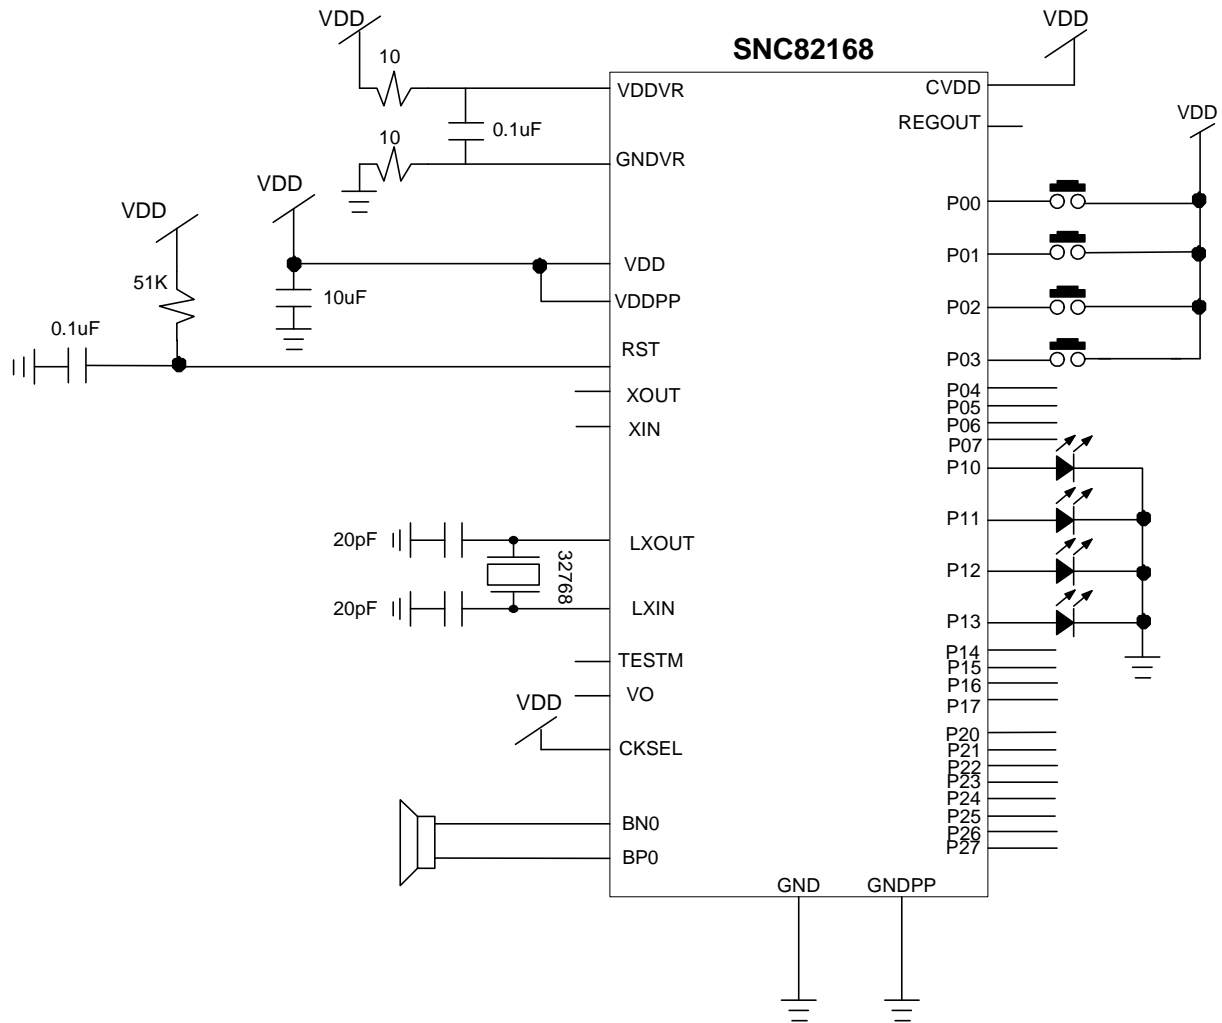 SNC82168
VDD
10
VDDVR
0.1uF
10
GNDVR
VDD
VDD
VDD
51K
10uF
VDDPP
0.1uF
RST
XOUT
XIN
20pF
LXOUT
32768
20pF
LXIN
TESTM
VO
VDD
CKSEL
BN0
BP0
GND
GNDPP
VDD
CVDD
REGOUT
VDD
P00
P01
P02
P03
P04
P05
P06
P07
P10
P11
P12
P13
P14
P15
P16
P17
P20
P21
P22
P23
P24
P25
P26
P27